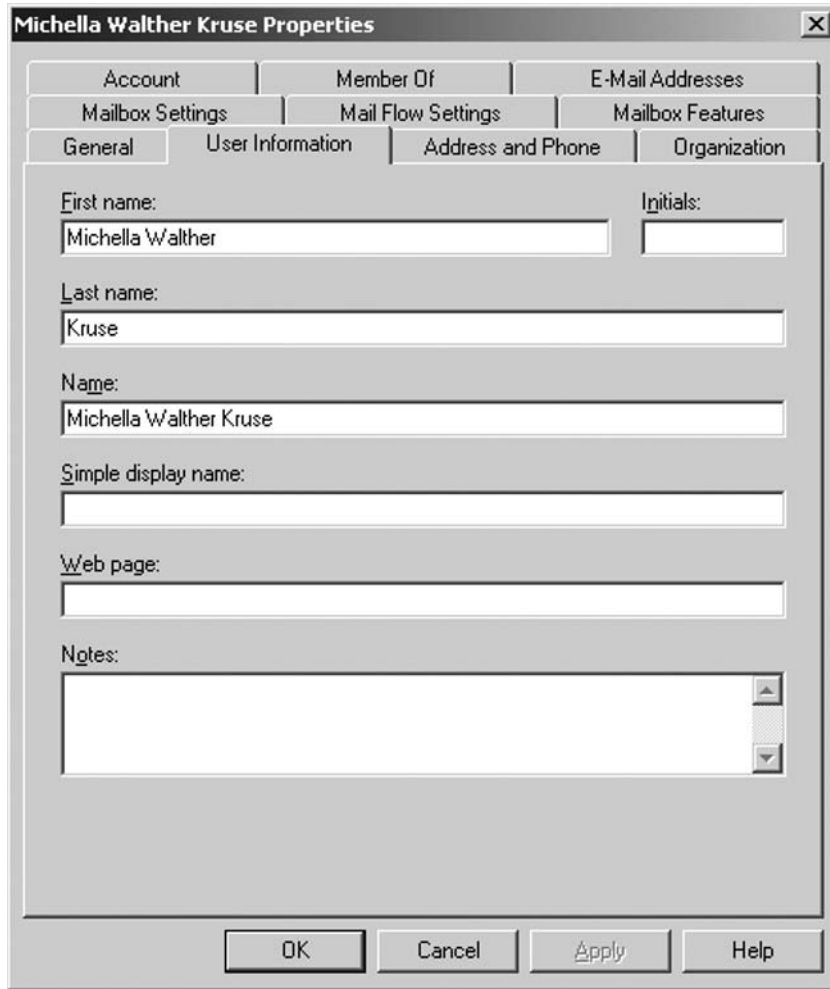 Michella Walther Kruse Properties
Account Member Of E-Mail Addresses
Mailbox Settings Mail Flow Settings Mailbox Features
General User Information Address and Phone Organization
First name: Initials:
Michella Walther
Last name:
Kruse
Name:
Michella Walther Kruse
Simple display name:
Web page:
Notes:
OK Cancel Apply Help